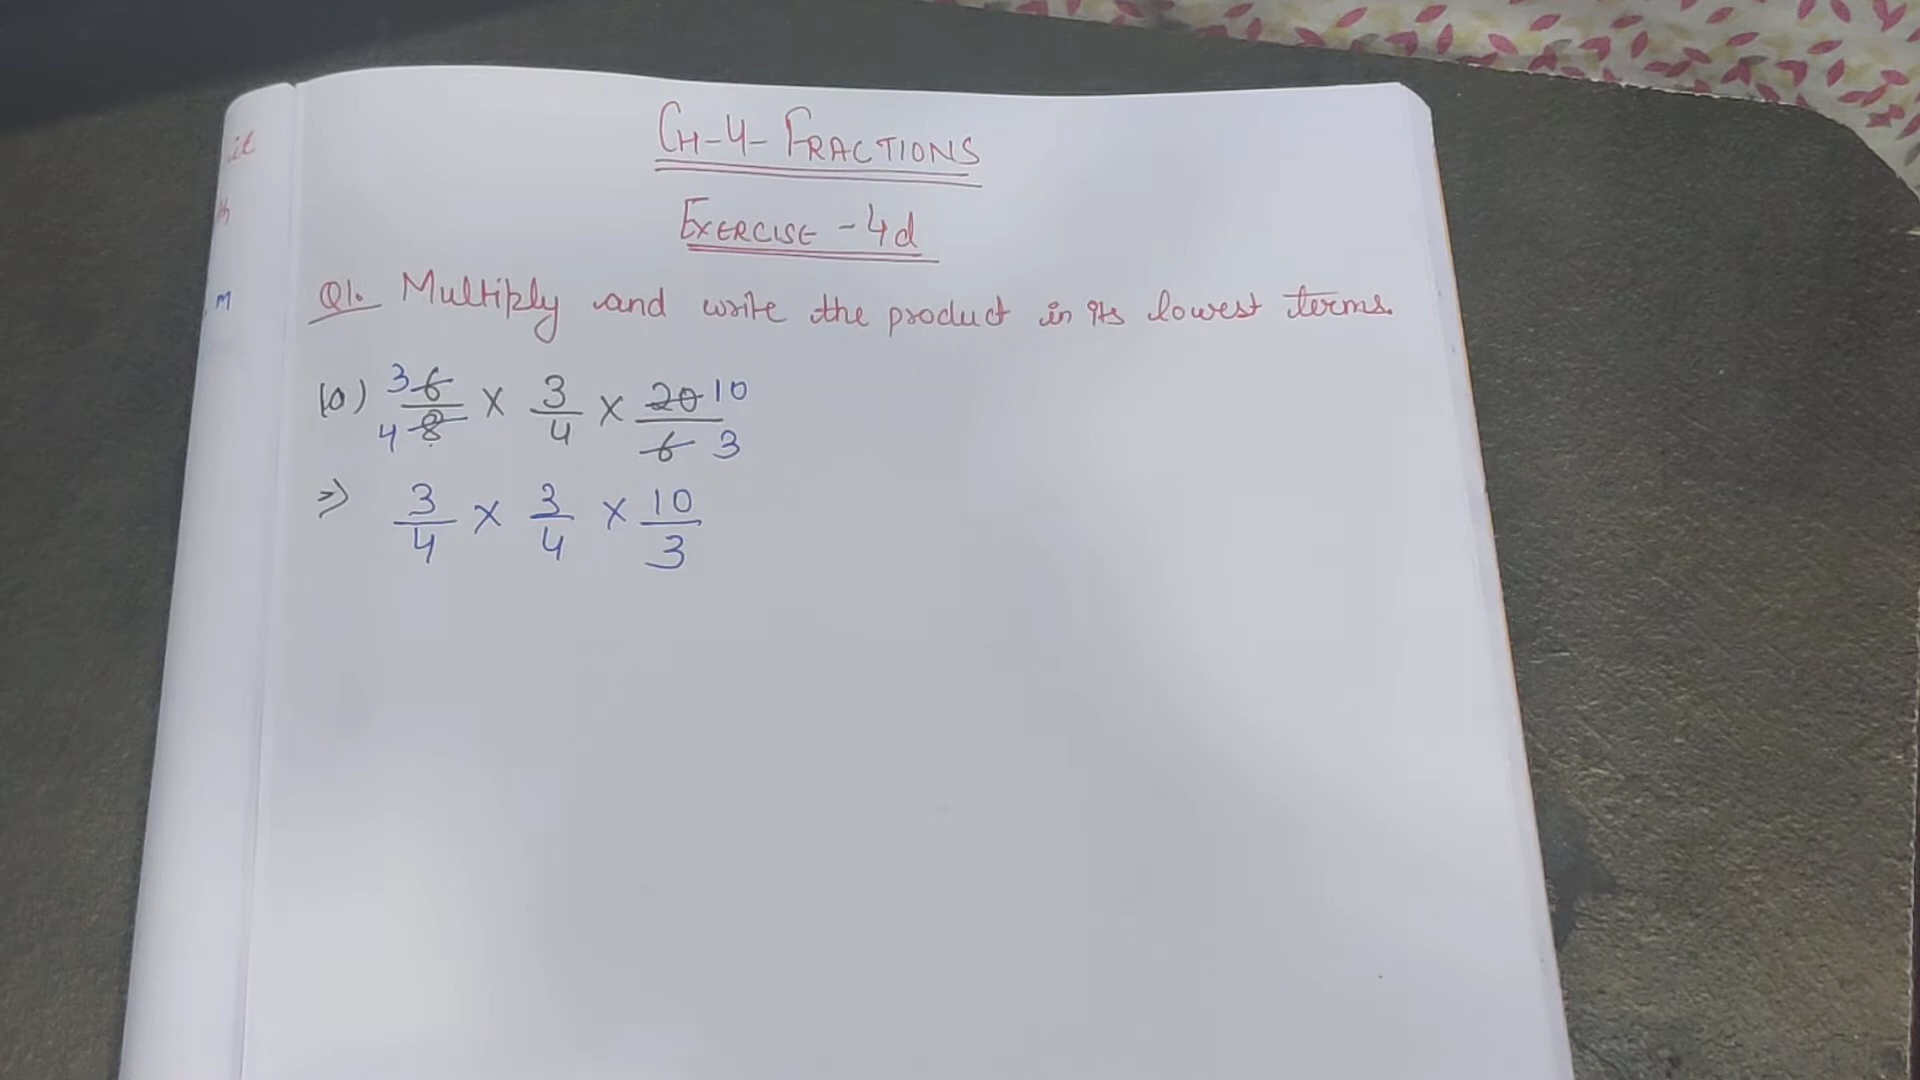 CH-4-FRACTIONS
EXERCISE-4d
Q1. Multiply and write the product in its lowest terms.
(a) 3 6/8 4 × 3/4 × 20/6 10 3
⇒ 3/4 × 3/4 × 10/3
M